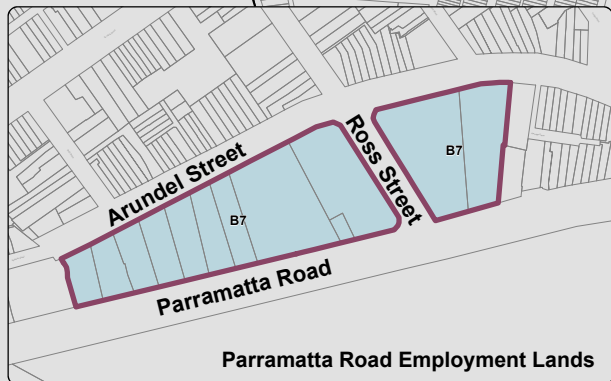 Arundel Street
Ross Street
B7
B7
Parramatta Road
Parramatta Road Employment Lands